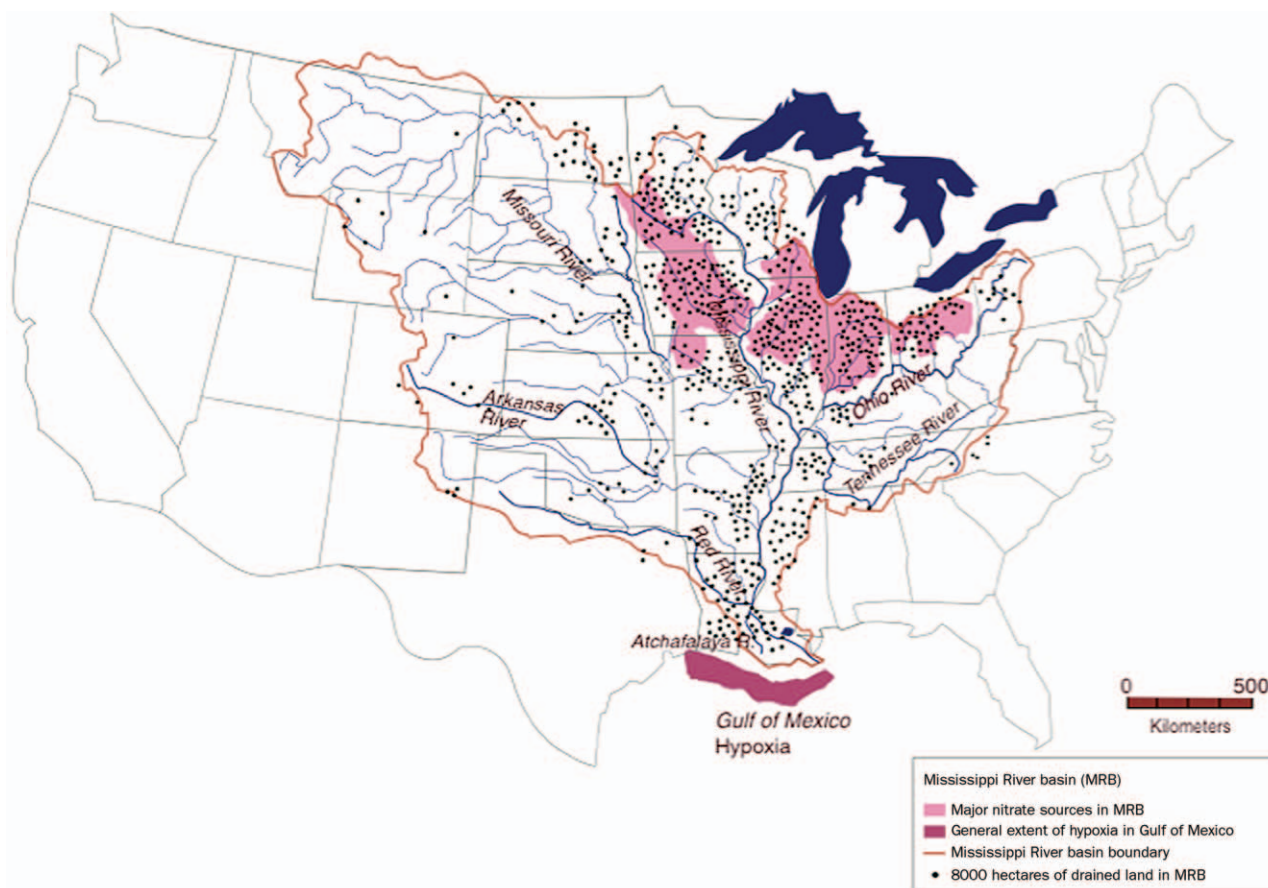 Missouri River
Mississippi River
Arkansas
River
Ohio River
Tennessee River
Red River
Atchafalaya R.
Gulf of Mexico
Hypoxia
0 500
Kilometers
Mississippi River basin (MRB)
Major nitrate sources in MRB
General extent of hypoxia in Gulf of Mexico
Mississippi River basin boundary
8000 hectares of drained land in MRB